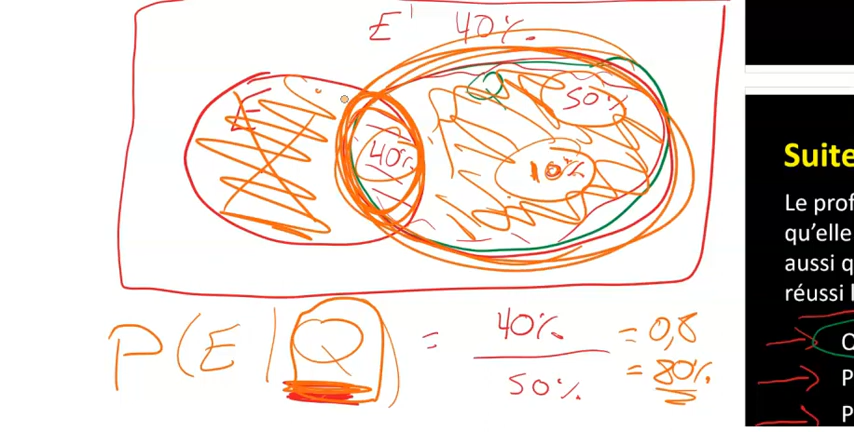 E' 40%
E
Q
50%
40%
10%
P(E|Q) = 40% / 50% = 0,8
= 80%
Suite
Le prof
qu'elle
aussi q
réussi l
O
P
P